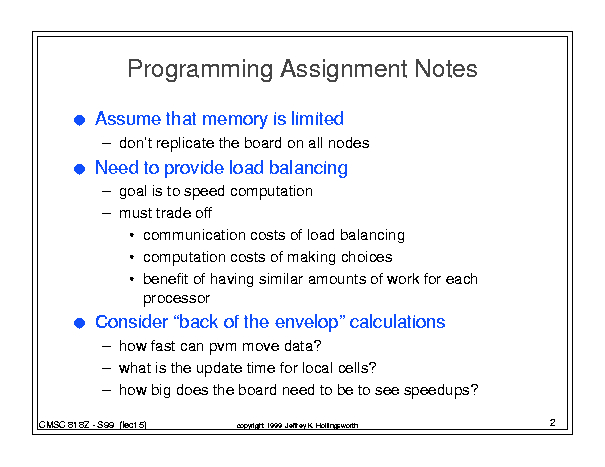 Programming Assignment Notes
● Assume that memory is limited
– don't replicate the board on all nodes
● Need to provide load balancing
– goal is to speed computation
– must trade off
• communication costs of load balancing
• computation costs of making choices
• benefit of having similar amounts of work for each
processor
● Consider “back of the envelop” calculations
– how fast can pvm move data?
– what is the update time for local cells?
– how big does the board need to be to see speedups?
CMSC 818Z - S99 (lect 5)
copyright 1999 Jeffrey K. Hollingsworth
2